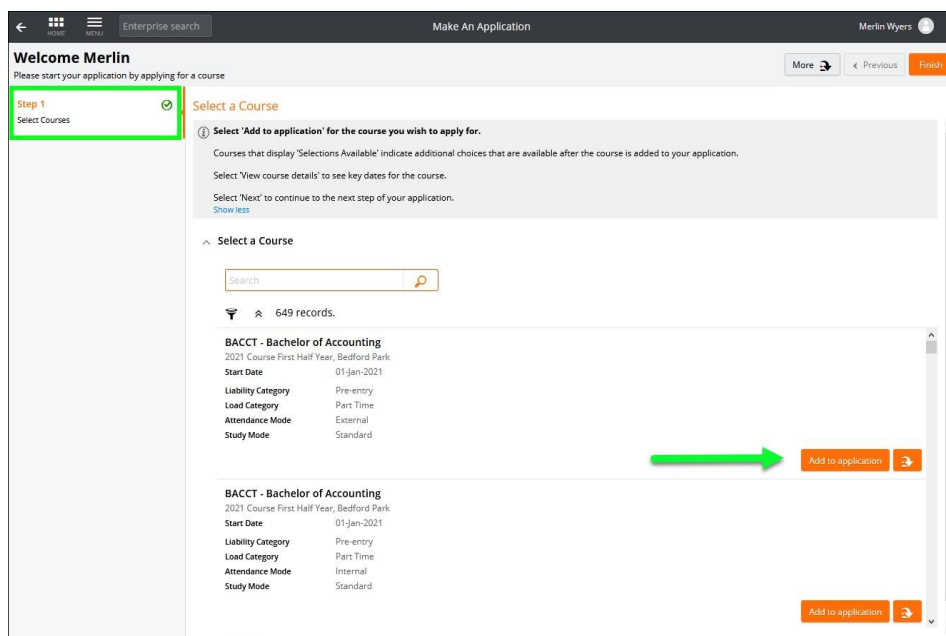 HOME
MENU
Enterprise search
Make An Application
Merlin Wyers
Welcome Merlin
Please start your application by applying for a course
More
Previous
Finish
Step 1
Select Courses
Select a Course
Select 'Add to application' for the course you wish to apply for.
Courses that display 'Selections Available' indicate additional choices that are available after the course is added to your application.
Select 'View course details' to see key dates for the course.
Select 'Next' to continue to the next step of your application.
Show less
Select a Course
Search
649 records.
BACCT - Bachelor of Accounting
2021 Course First Half Year, Bedford Park
Start Date 01-Jan-2021
Liability Category Pre-entry
Load Category Part Time
Attendance Mode External
Study Mode Standard
Add to application
BACCT - Bachelor of Accounting
2021 Course First Half Year, Bedford Park
Start Date 01-Jan-2021
Liability Category Pre-entry
Load Category Part Time
Attendance Mode Internal
Study Mode Standard
Add to application